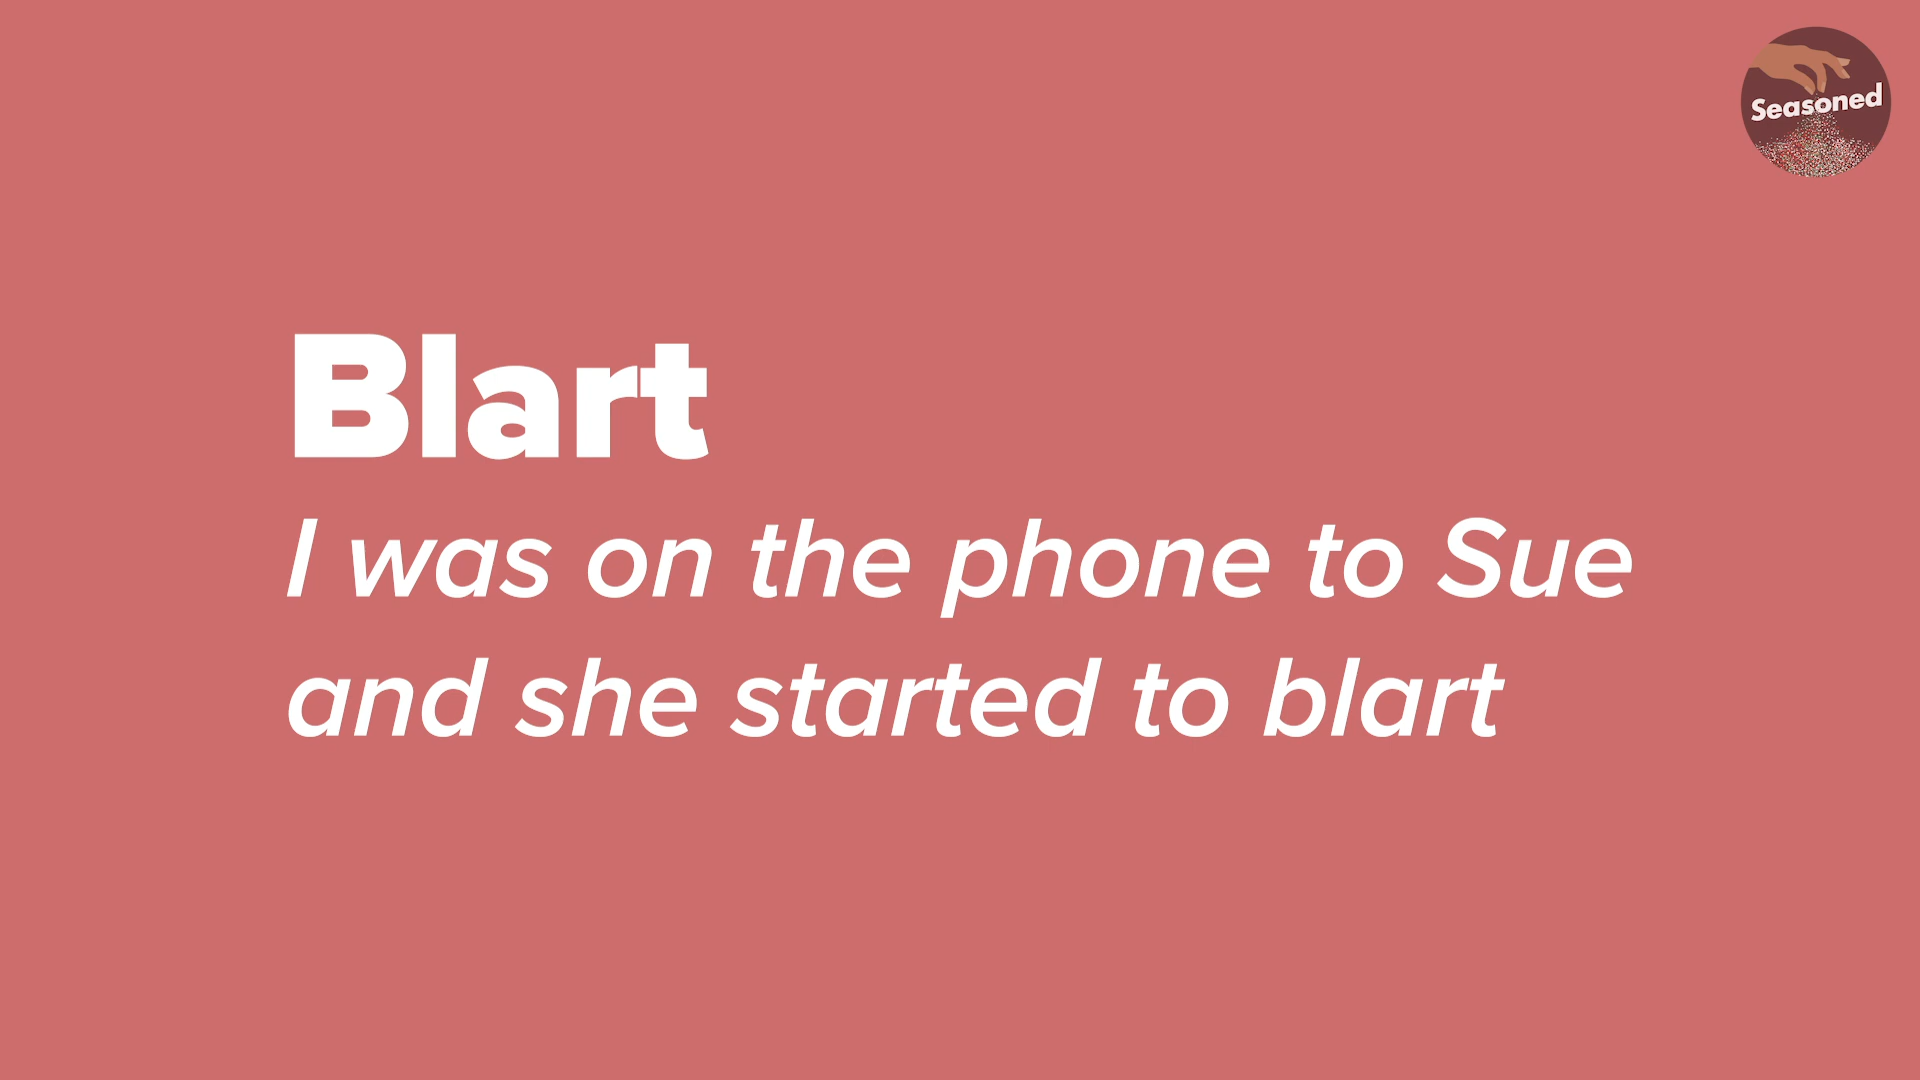 Seasoned
Blart
I was on the phone to Sue
and she started to blart